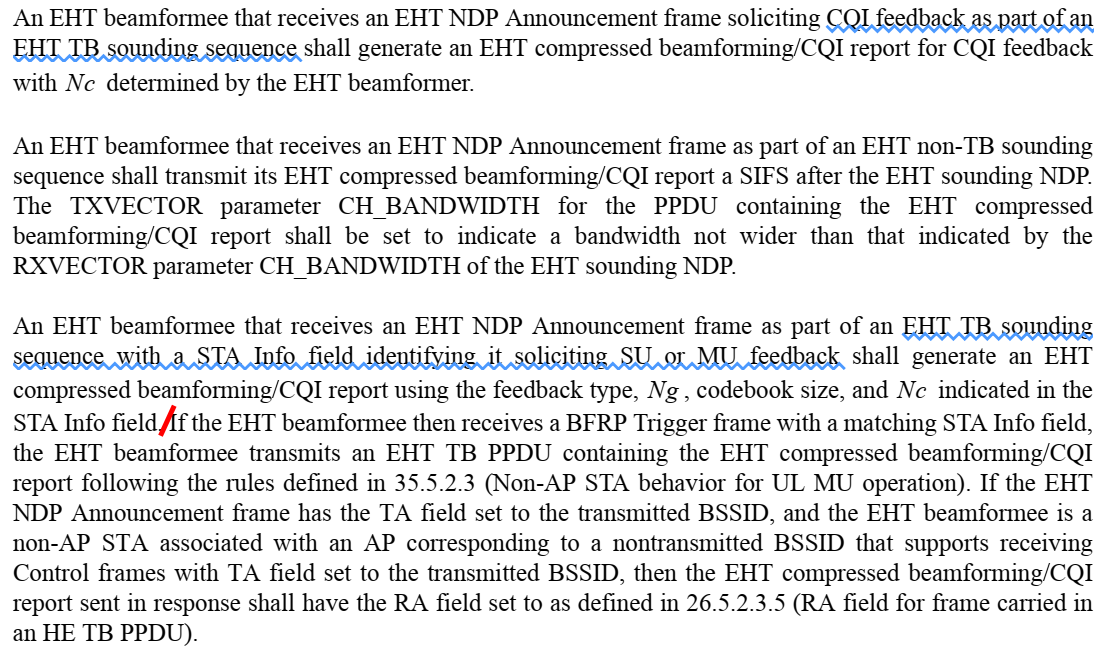 An EHT beamformee that receives an EHT NDP Announcement frame soliciting CQI feedback as part of an
EHT TB sounding sequence shall generate an EHT compressed beamforming/CQI report for CQI feedback
with Nc determined by the EHT beamformer.
An EHT beamformee that receives an EHT NDP Announcement frame as part of an EHT non-TB sounding
sequence shall transmit its EHT compressed beamforming/CQI report a SIFS after the EHT sounding NDP.
The TXVECTOR parameter CH_BANDWIDTH for the PPDU containing the EHT compressed
beamforming/CQI report shall be set to indicate a bandwidth not wider than that indicated by the
RXVECTOR parameter CH_BANDWIDTH of the EHT sounding NDP.
An EHT beamformee that receives an EHT NDP Announcement frame as part of an EHT TB sounding
sequence with a STA Info field identifying it soliciting SU or MU feedback shall generate an EHT
compressed beamforming/CQI report using the feedback type, Ng, codebook size, and Nc indicated in the
STA Info field. If the EHT beamformee then receives a BFRP Trigger frame with a matching STA Info field,
the EHT beamformee transmits an EHT TB PPDU containing the EHT compressed beamforming/CQI
report following the rules defined in 35.5.2.3 (Non-AP STA behavior for UL MU operation). If the EHT
NDP Announcement frame has the TA field set to the transmitted BSSID, and the EHT beamformee is a
non-AP STA associated with an AP corresponding to a nontransmitted BSSID that supports receiving
Control frames with TA field set to the transmitted BSSID, then the EHT compressed beamforming/CQI
report sent in response shall have the RA field set to as defined in 26.5.2.3.5 (RA field for frame carried in
an HE TB PPDU).